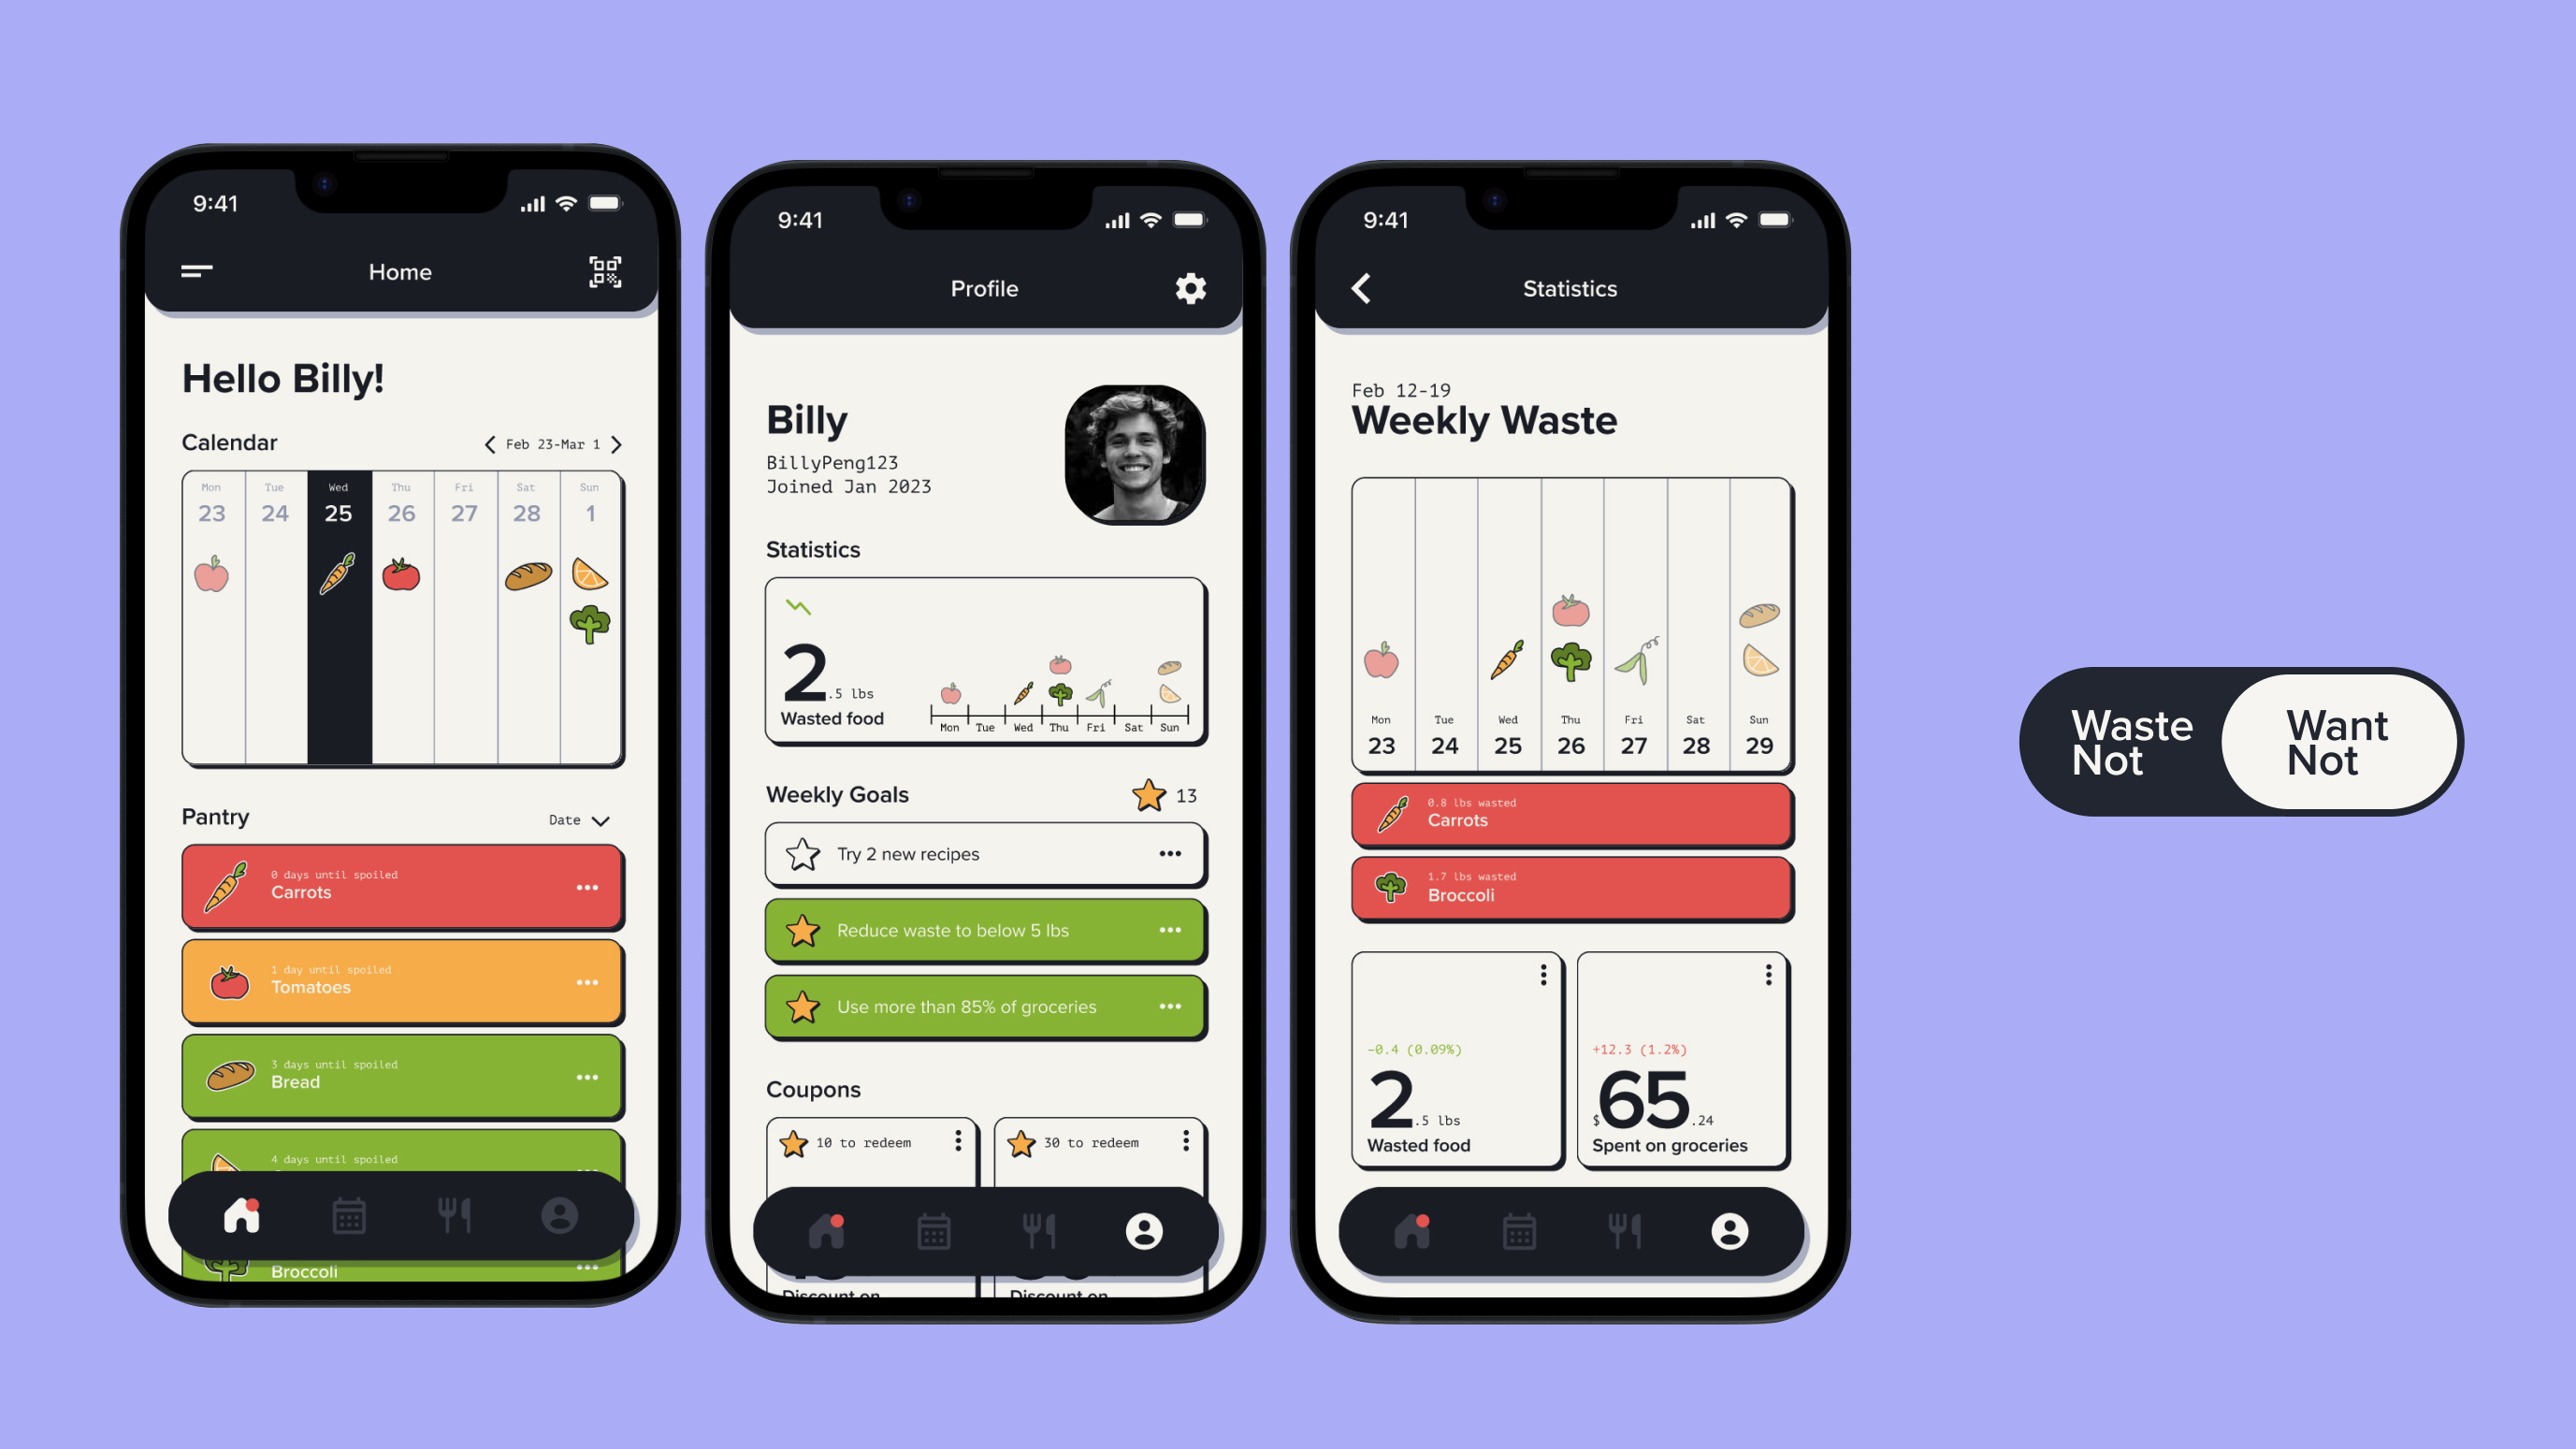 9:41
Home
Hello Billy!
Calendar
Feb 23-Mar 1
Mon Tue Wed Thu Fri Sat Sun
23 24 25 26 27 28 1
Pantry
Date
0 days until spoiled
Carrots
1 day until spoiled
Tomatoes
3 days until spoiled
Bread
4 days until spoiled
Broccoli
9:41
Profile
Billy
BillyPeng123
Joined Jan 2023
Statistics
2.5 lbs
Wasted food
Mon Tue Wed Thu Fri Sat Sun
Weekly Goals
13
Try 2 new recipes
Reduce waste to below 5 lbs
Use more than 85% of groceries
Coupons
10 to redeem
30 to redeem
Discount on
Discount on
9:41
Statistics
Feb 12-19
Weekly Waste
Mon Tue Wed Thu Fri Sat Sun
23 24 25 26 27 28 29
0.8 lbs wasted
Carrots
1.7 lbs wasted
Broccoli
-0.4 (0.09%)
2.5 lbs
Wasted food
+12.3 (1.2%)
$65.24
Spent on groceries
Waste
Not
Want
Not